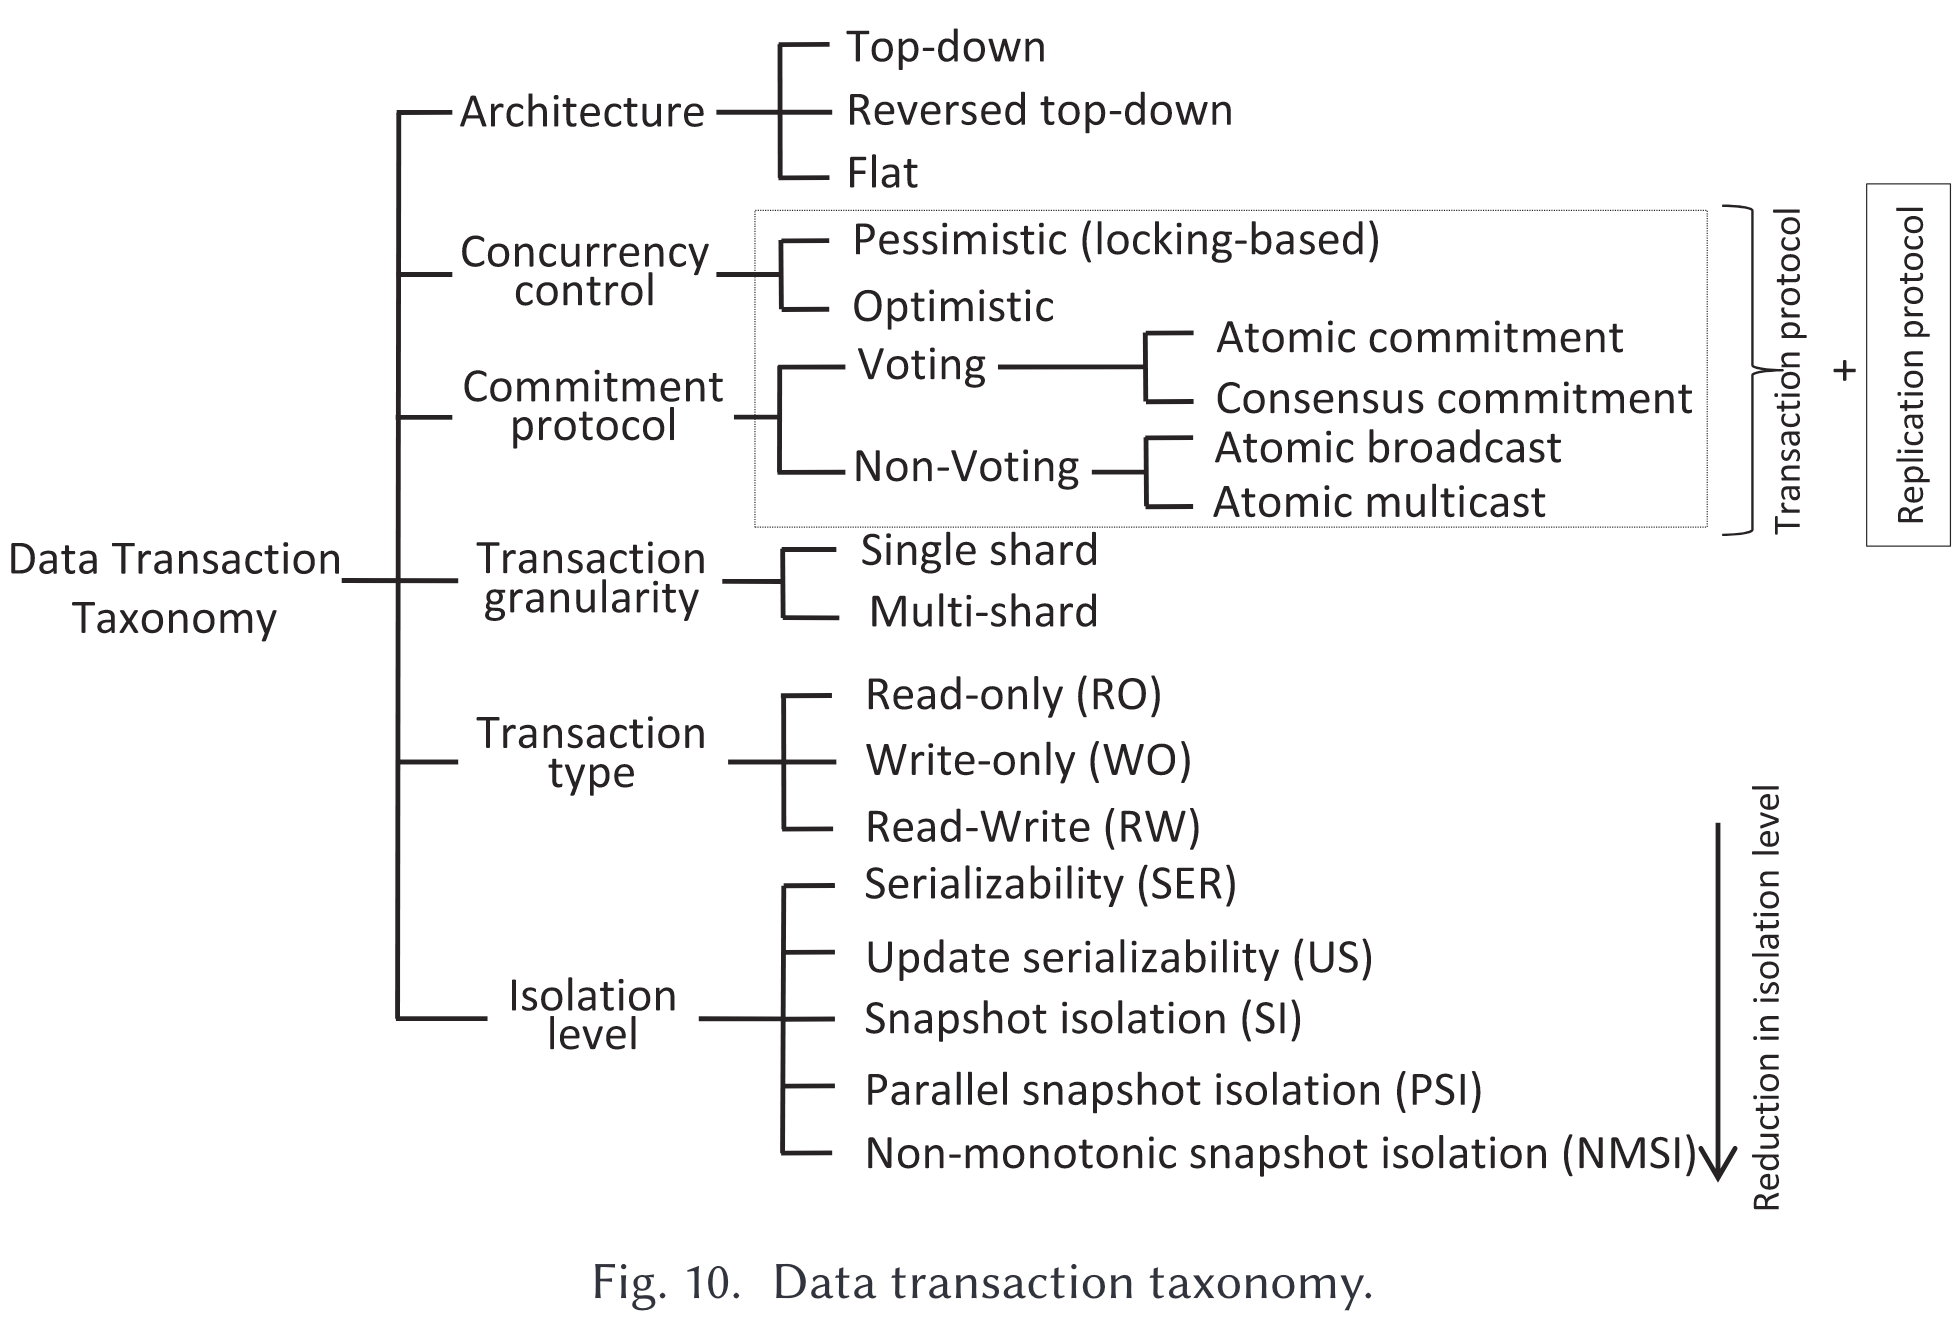 Top-down
Architecture
Reversed top-down
Flat
Concurrency
control
Pessimistic (locking-based)
Optimistic
Commitment
protocol
Voting
Atomic commitment
Consensus commitment
Non-Voting
Atomic broadcast
Atomic multicast
Transaction protocol
+
Replication protocol
Data Transaction
Taxonomy
Transaction
granularity
Single shard
Multi-shard
Transaction
type
Read-only (RO)
Write-only (WO)
Read-Write (RW)
Isolation
level
Serializability (SER)
Update serializability (US)
Snapshot isolation (SI)
Parallel snapshot isolation (PSI)
Non-monotonic snapshot isolation (NMSI)
Reduction in isolation level
Fig. 10. Data transaction taxonomy.